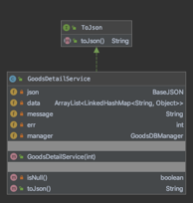 ToJson
toJson() String
GoodsDetailService
json BaseJSON
data ArrayList<LinkedHashMap<String, Object>>
message String
err int
manager GoodsDBManager
GoodsDetailService(int)
isNull() boolean
toJson() String